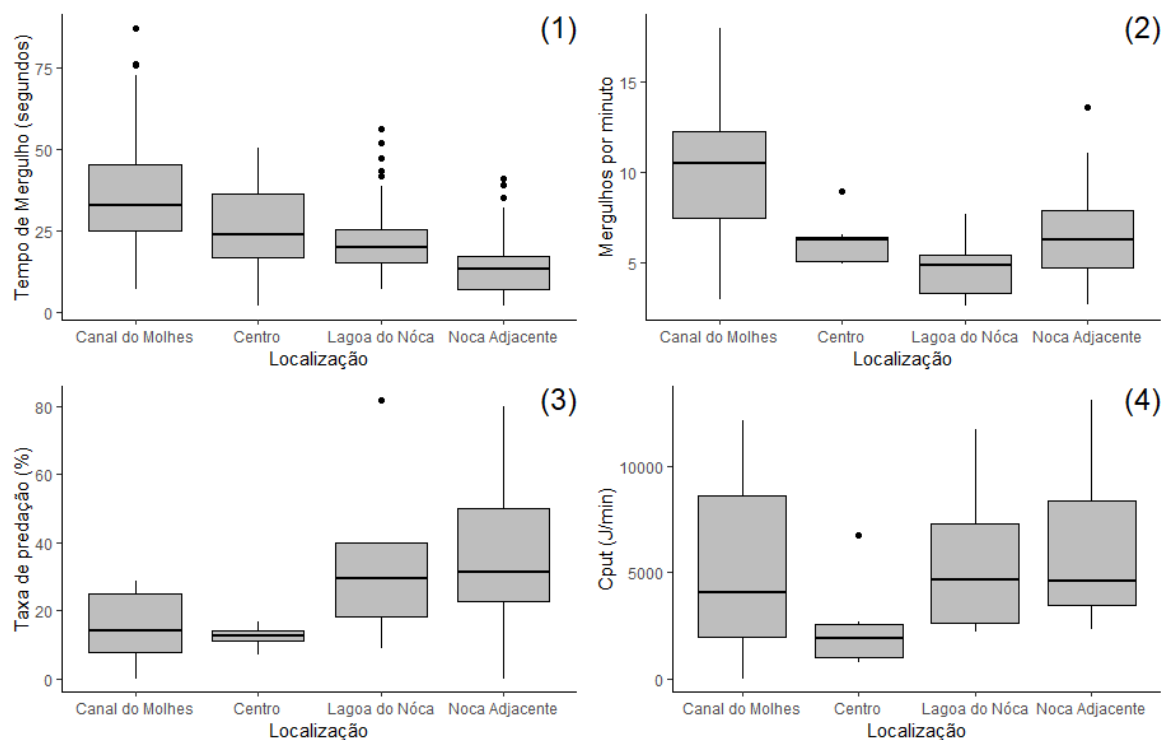 (1)
Tempo de Mergulho (segundos)
75
50
25
0
Canal do Molhes Centro Lagoa do Nóca Noca Adjacente
Localização
(2)
Mergulhos por minuto
15
10
5
Canal do Molhes Centro Lagoa do Nóca Noca Adjacente
Localização
(3)
Taxa de predação (%)
80
60
40
20
0
Canal do Molhes Centro Lagoa do Nóca Noca Adjacente
Localização
(4)
Cput (J/min)
10000
5000
0
Canal do Molhes Centro Lagoa do Nóca Noca Adjacente
Localização